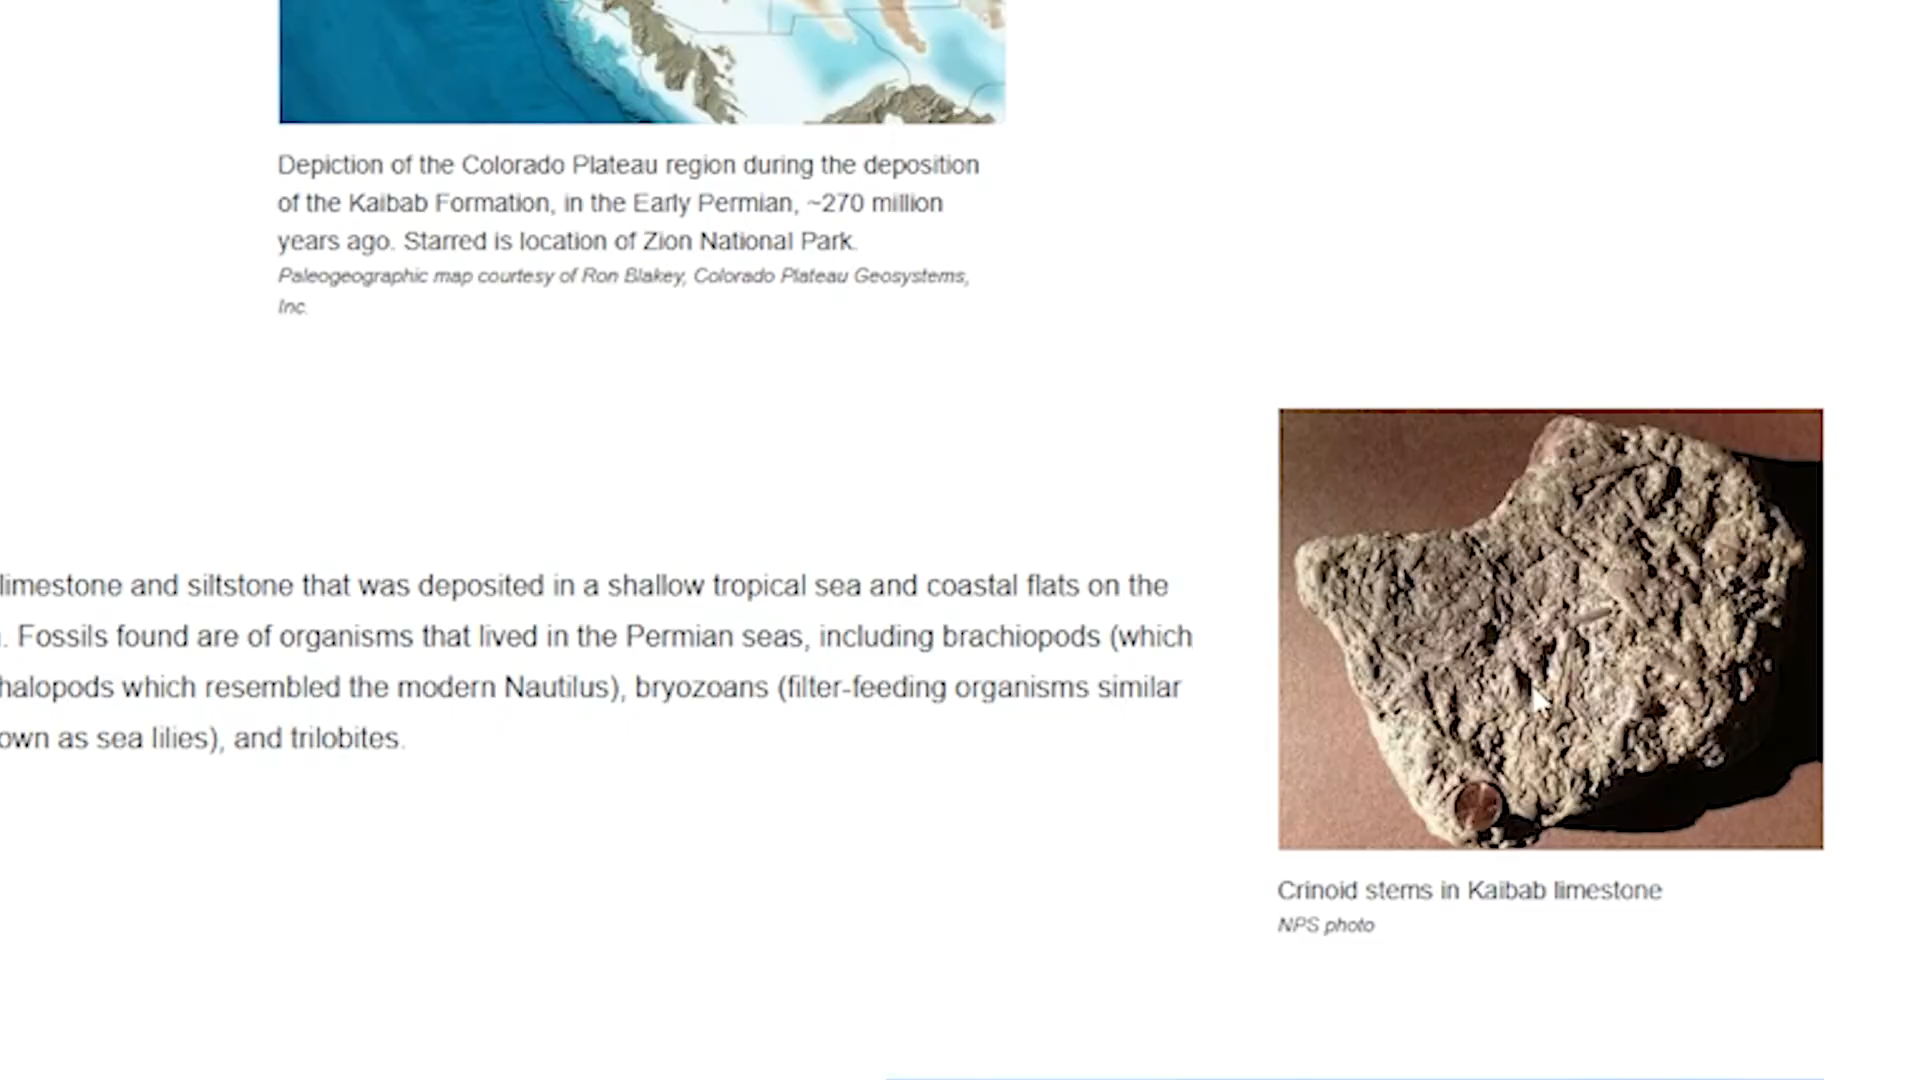 Depiction of the Colorado Plateau region during the deposition
of the Kaibab Formation, in the Early Permian, ~270 million
years ago. Starred is location of Zion National Park.
Paleogeographic map courtesy of Ron Blakey, Colorado Plateau Geosystems,
Inc.
limestone and siltstone that was deposited in a shallow tropical sea and coastal flats on the
. Fossils found are of organisms that lived in the Permian seas, including brachiopods (which
halopods which resembled the modern Nautilus), bryozoans (filter-feeding organisms similar
own as sea lilies), and trilobites.
Crinoid stems in Kaibab limestone
NPS photo